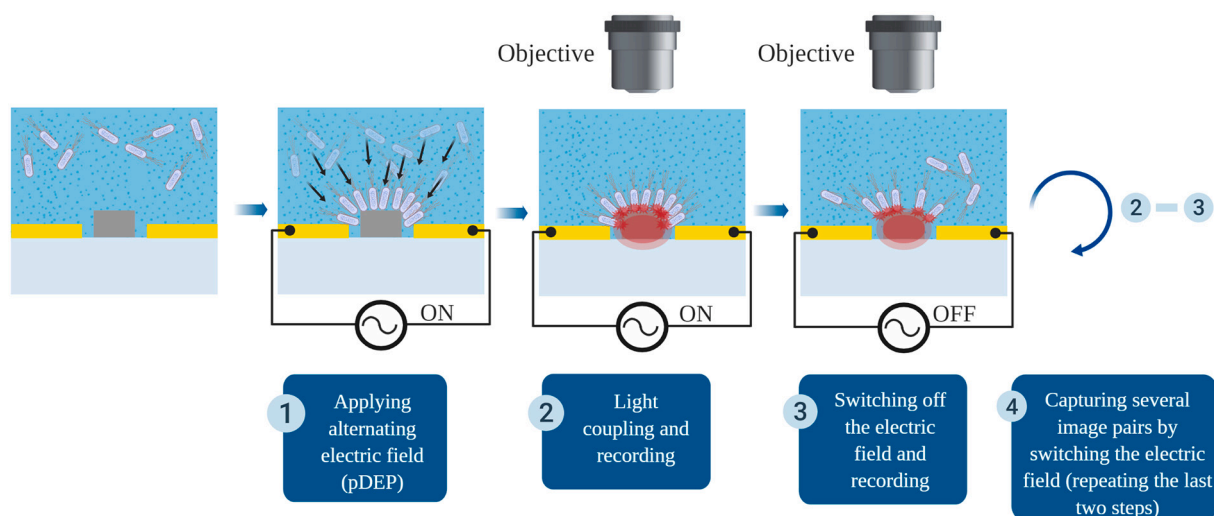 Objective
Objective
ON
ON
OFF
2
3
1
Applying
alternating
electric field
(pDEP)
2
Light
coupling and
recording
3
Switching off
the electric
field and
recording
4
Capturing several
image pairs by
switching the electric
field (repeating the last
two steps)